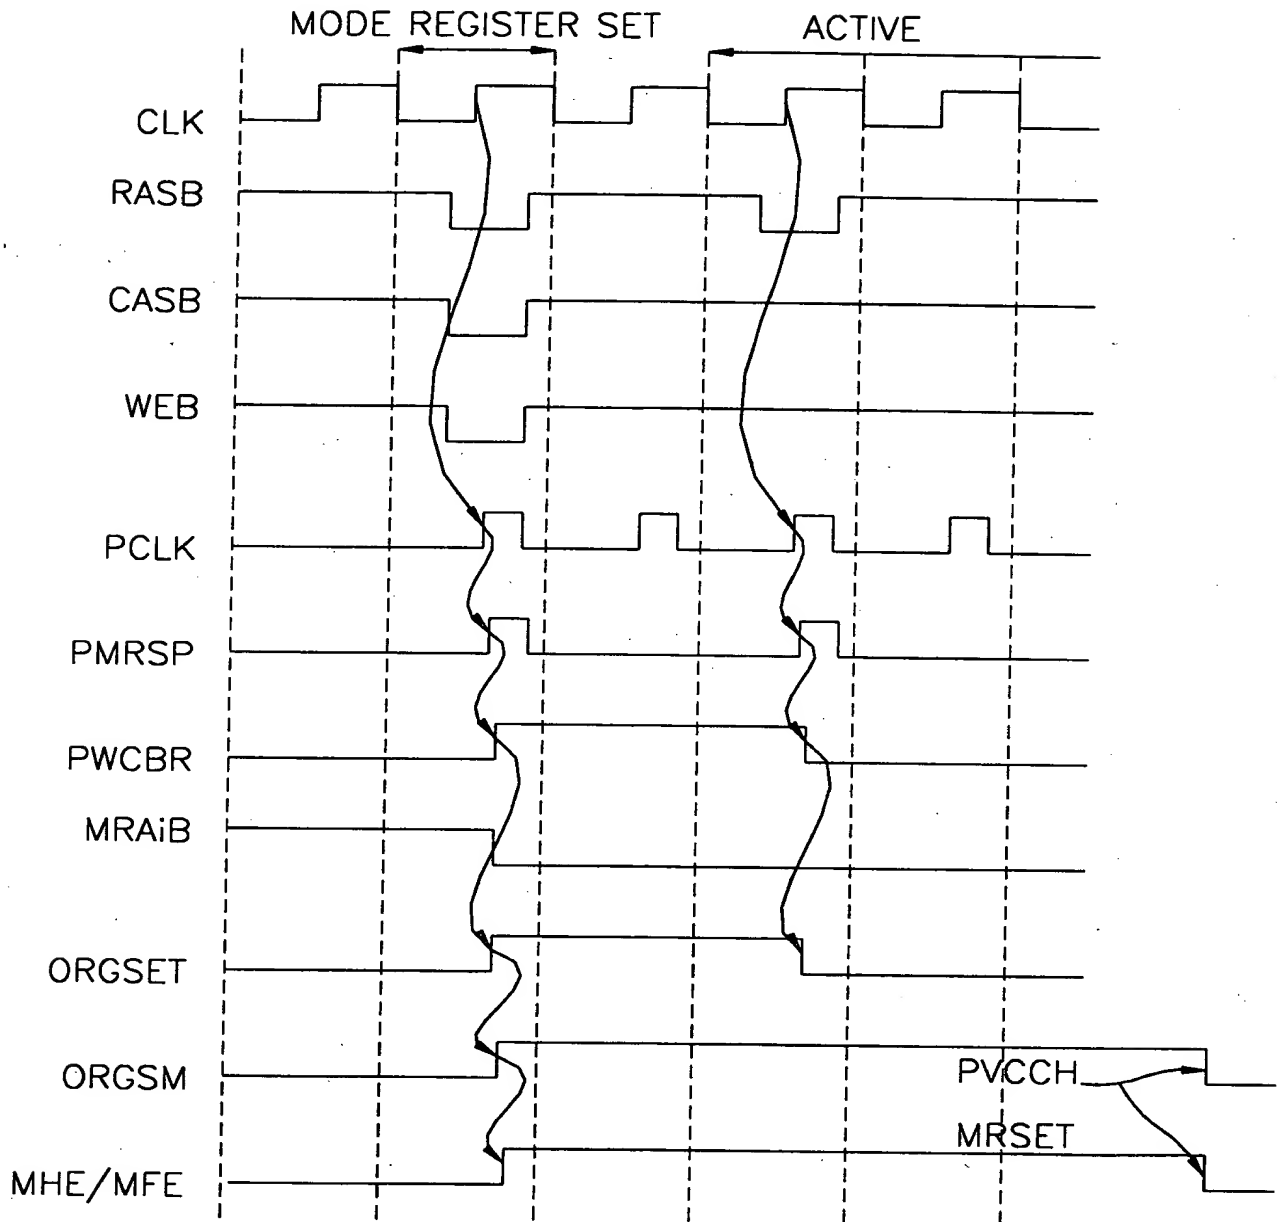 MODE REGISTER SET
ACTIVE
CLK
RASB
CASB
WEB
PCLK
PMRSP
PWCBR
MRAiB
ORGSET
ORGSM
PVCCH
MRSET
MHE/MFE